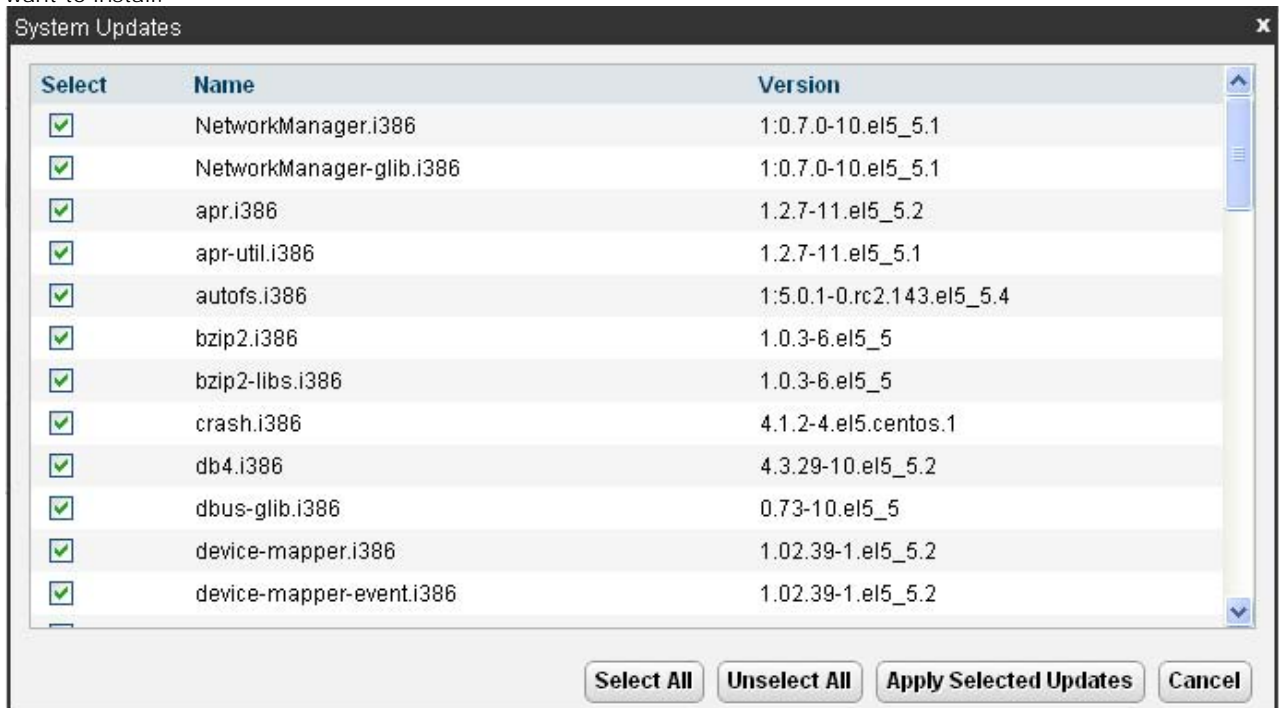 want to install.
System Updates x
Select Name Version
NetworkManager.i386 1:0.7.0-10.el5_5.1
NetworkManager-glib.i386 1:0.7.0-10.el5_5.1
apr.i386 1.2.7-11.el5_5.2
apr-util.i386 1.2.7-11.el5_5.1
autofs.i386 1:5.0.1-0.rc2.143.el5_5.4
bzip2.i386 1.0.3-6.el5_5
bzip2-libs.i386 1.0.3-6.el5_5
crash.i386 4.1.2-4.el5.centos.1
db4.i386 4.3.29-10.el5_5.2
dbus-glib.i386 0.73-10.el5_5
device-mapper.i386 1.02.39-1.el5_5.2
device-mapper-event.i386 1.02.39-1.el5_5.2
Select All Unselect All Apply Selected Updates Cancel